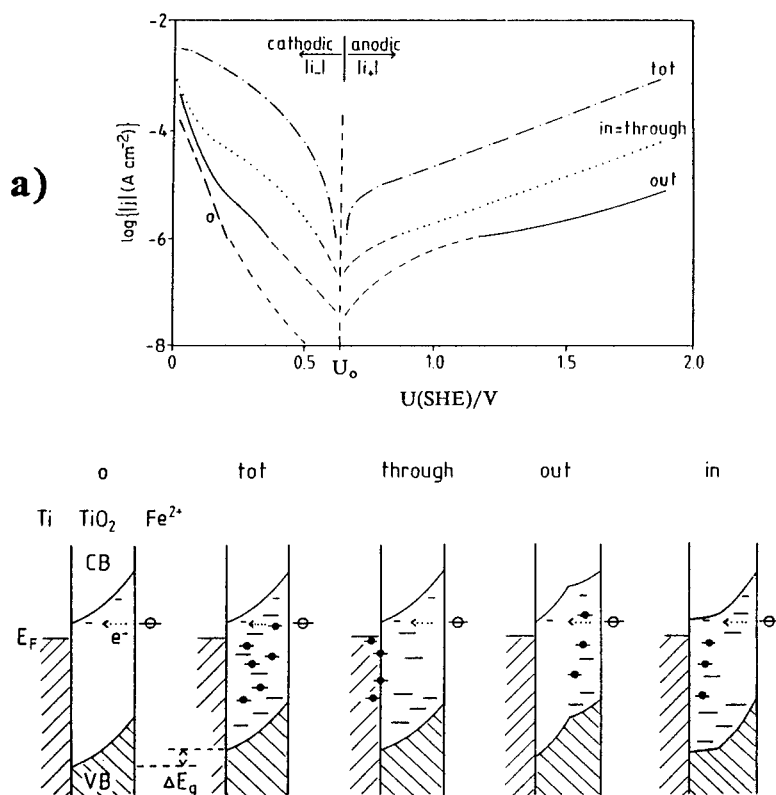 a)
-2
-4
-6
-8
log{|j|(A cm⁻²)}
cathodic
|i₋|
anodic
|i₊|
tot
in=through
out
o
0
0.5
1.0
1.5
2.0
U₀
U(SHE)/V
o
tot
through
out
in
Ti
TiO₂
Fe²⁺
CB
E_F
e⁻
VB
ΔE_g